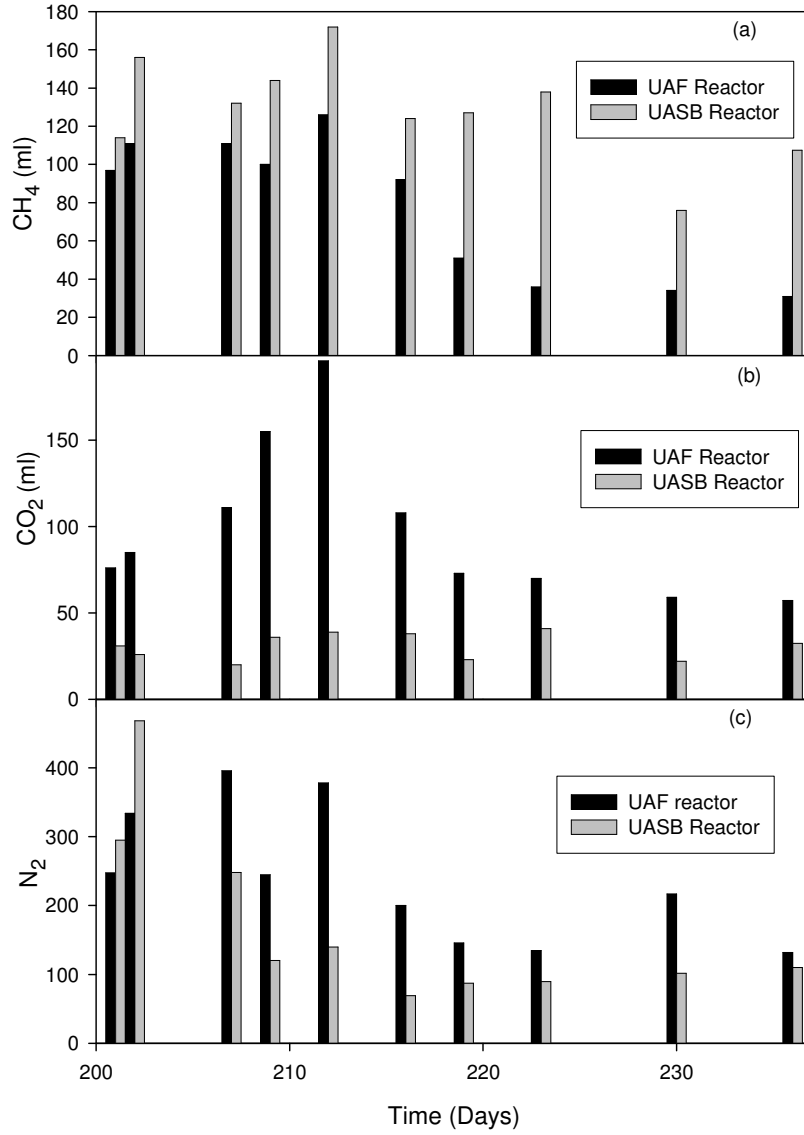 180
(a)
160
UAF Reactor
140
UASB Reactor
120
100
CH₄ (ml)
80
60
40
20
0
(b)
150
UAF Reactor
UASB Reactor
CO₂ (ml)
100
50
0
(c)
400
UAF reactor
UASB Reactor
300
N₂
200
100
0
200 210 220 230
Time (Days)